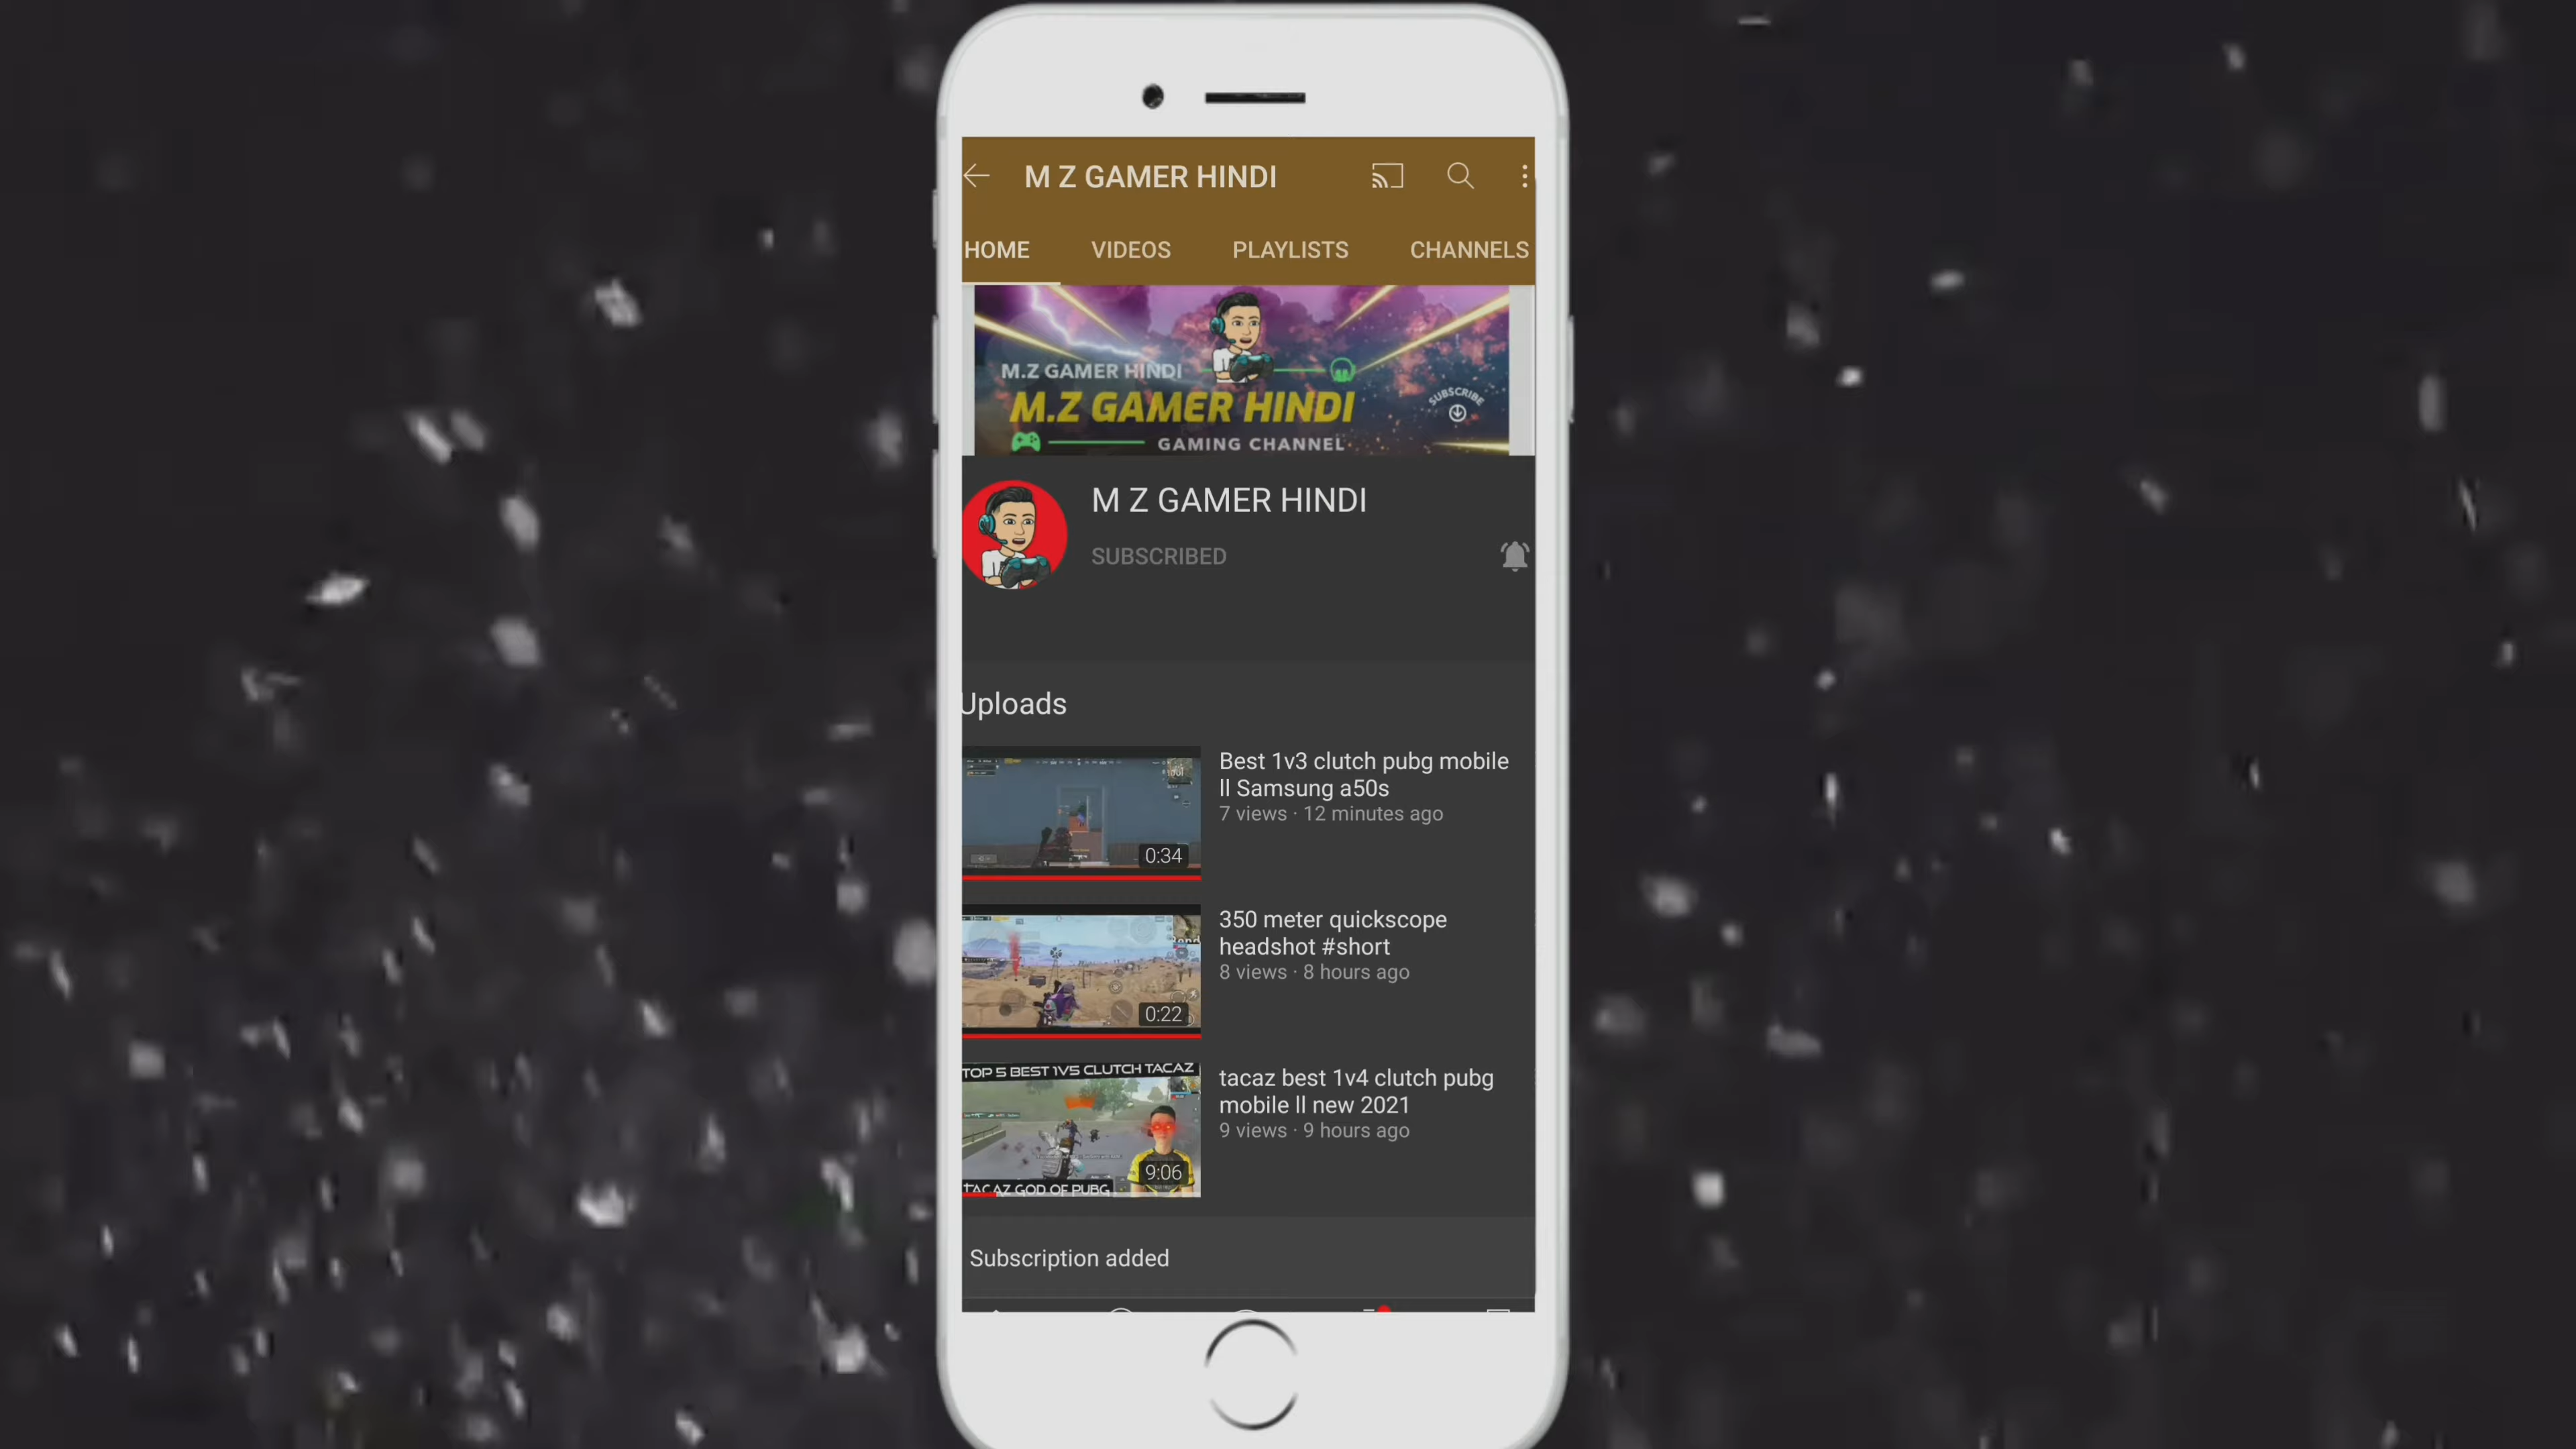 M Z GAMER HINDI
HOME VIDEOS PLAYLISTS CHANNELS
M.Z GAMER HINDI
M.Z GAMER HINDI
SUBSCRIBE
GAMING CHANNEL
M Z GAMER HINDI
SUBSCRIBED
Uploads
Best 1v3 clutch pubg mobile
ll Samsung a50s
7 views · 12 minutes ago
0:34
350 meter quickscope
headshot #short
8 views · 8 hours ago
0:22
TOP 5 BEST 1V5 CLUTCH TACAZ
tacaz best 1v4 clutch pubg
mobile ll new 2021
9 views · 9 hours ago
9:06
TACAZ GOD OF PUBG
Subscription added